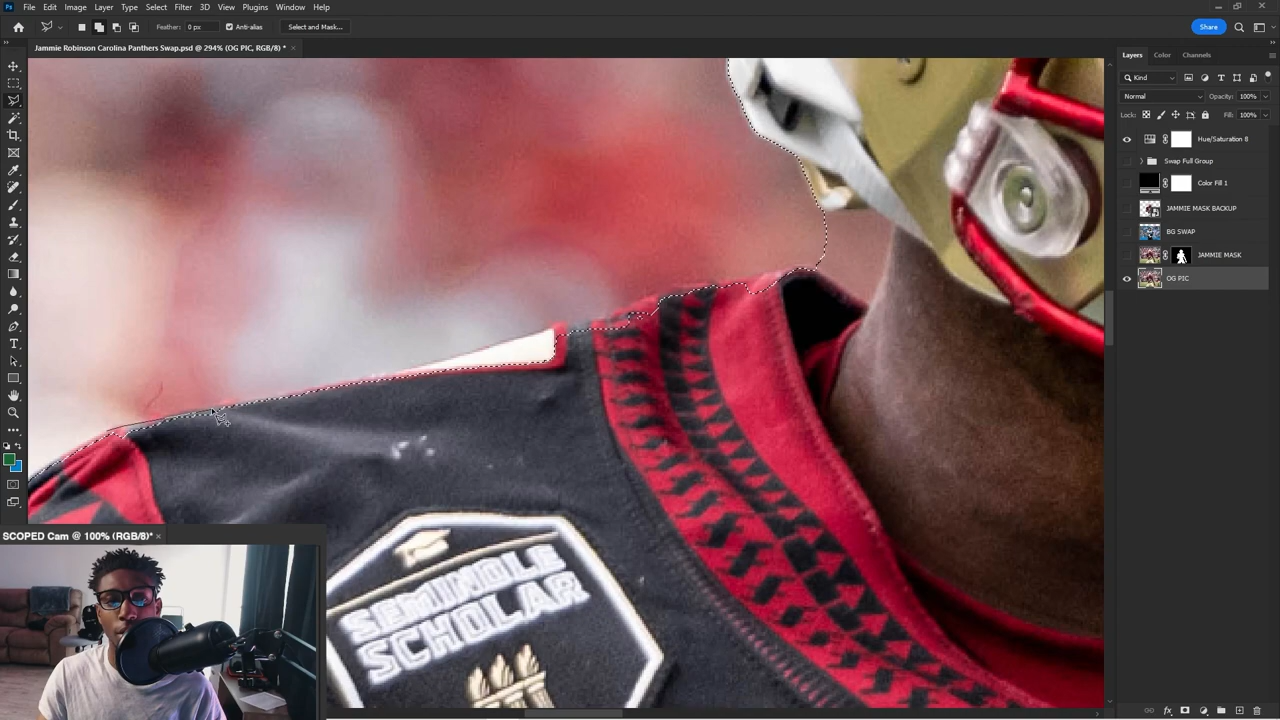 File Edit Image Layer Type Select Filter 3D View Plugins Window Help
Feather: 0 px Anti-alias Select and Mask... Share
Jammie Robinson Carolina Panthers Swap.psd @ 294% (OG PIC, RGB/8) *
Layers Color Channels
Kind
Normal Opacity: 100%
Lock: Fill: 100%
Hue/Saturation 8
Swap Full Group
Color Fill 1
JAMMIE MASK BACKUP
BG SWAP
JAMMIE MASK
OG PIC
SEMINOLE
SCHOLAR
SCOPED Cam @ 100% (RGB/8)*